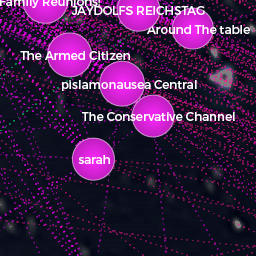 Family Reunions!
JAYDOLFS REICHSTAG
Around The table
The Armed Citizen
pislamonausea Central
The Conservative Channel
sarah